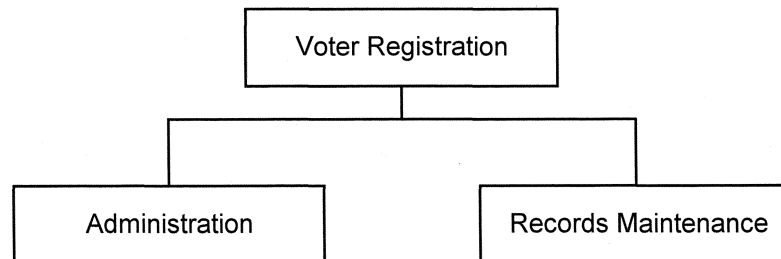 Voter Registration
Administration
Records Maintenance